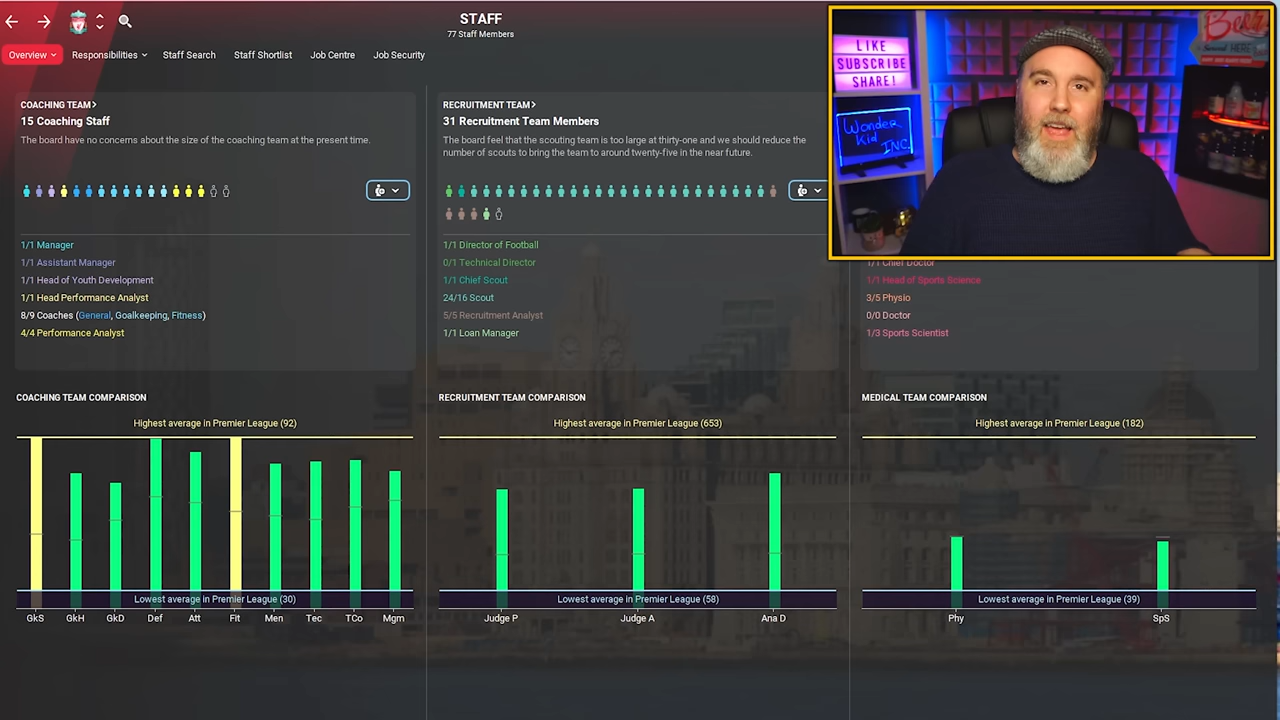 STAFF
77 Staff Members
Overview
Responsibilities
Staff Search
Staff Shortlist
Job Centre
Job Security
COACHING TEAM
15 Coaching Staff
The board have no concerns about the size of the coaching team at the present time.
1/1 Manager
1/1 Assistant Manager
1/1 Head of Youth Development
1/1 Head Performance Analyst
8/9 Coaches (General, Goalkeeping, Fitness)
4/4 Performance Analyst
RECRUITMENT TEAM
31 Recruitment Team Members
The board feel that the scouting team is too large at thirty-one and we should reduce the
number of scouts to bring the team to around twenty-five in the near future.
1/1 Director of Football
0/1 Technical Director
1/1 Chief Scout
24/16 Scout
5/5 Recruitment Analyst
1/1 Loan Manager
LIKE
SUBSCRIBE
SHARE!
Wonder
Kid
INC.
Beer
Served
HERE
1/1 Chief Doctor
1/1 Head of Sports Science
3/5 Physio
0/0 Doctor
1/3 Sports Scientist
COACHING TEAM COMPARISON
Highest average in Premier League (92)
Lowest average in Premier League (30)
GkS
GkH
GkD
Def
Att
Fit
Men
Tec
TCo
Mgm
RECRUITMENT TEAM COMPARISON
Highest average in Premier League (653)
Lowest average in Premier League (58)
Judge P
Judge A
Ana D
MEDICAL TEAM COMPARISON
Highest average in Premier League (182)
Lowest average in Premier League (39)
Phy
SpS